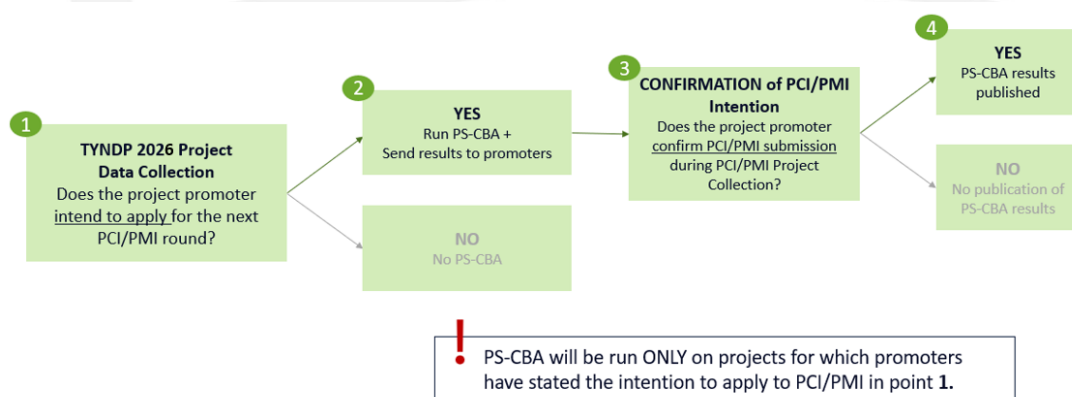 1
TYNDP 2026 Project
Data Collection
Does the project promoter
intend to apply for the next
PCI/PMI round?
2
YES
Run PS-CBA +
Send results to promoters
NO
No PS-CBA
3
CONFIRMATION of PCI/PMI
Intention
Does the project promoter
confirm PCI/PMI submission
during PCI/PMI Project
Collection?
4
YES
PS-CBA results
published
NO
No publication of
PS-CBA results
!
PS-CBA will be run ONLY on projects for which promoters
have stated the intention to apply to PCI/PMI in point 1.